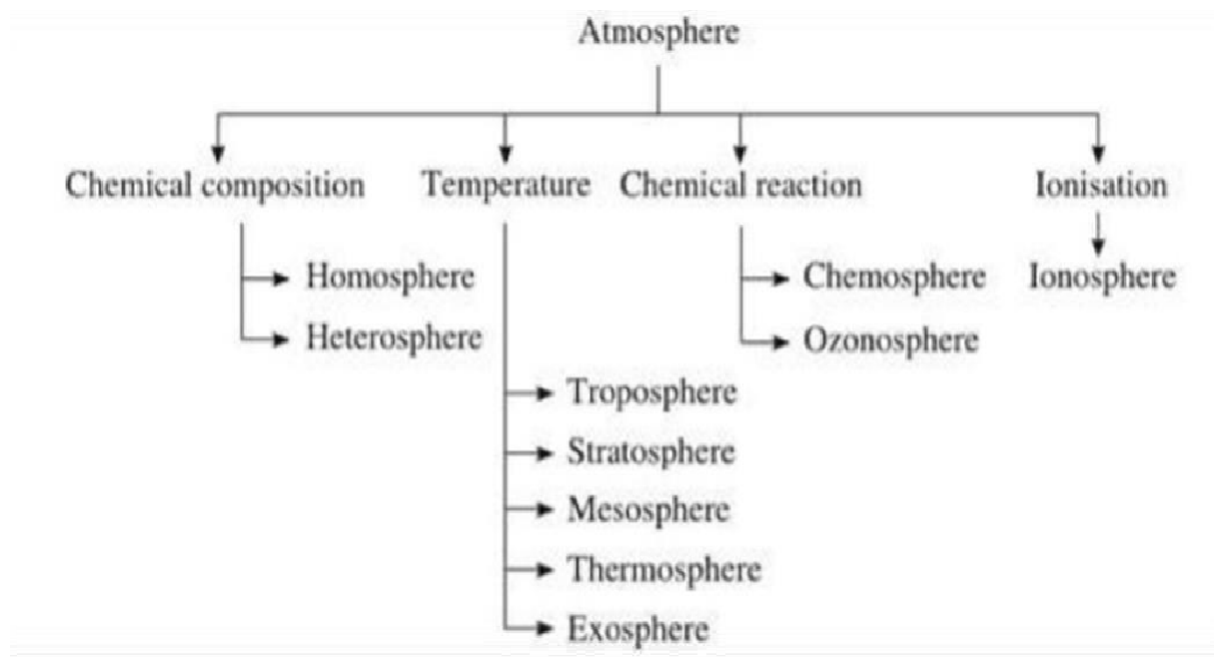 Atmosphere
Chemical composition
Temperature
Chemical reaction
Ionisation
Homosphere
Heterosphere
Chemosphere
Ozonosphere
Ionosphere
Troposphere
Stratosphere
Mesosphere
Thermosphere
Exosphere